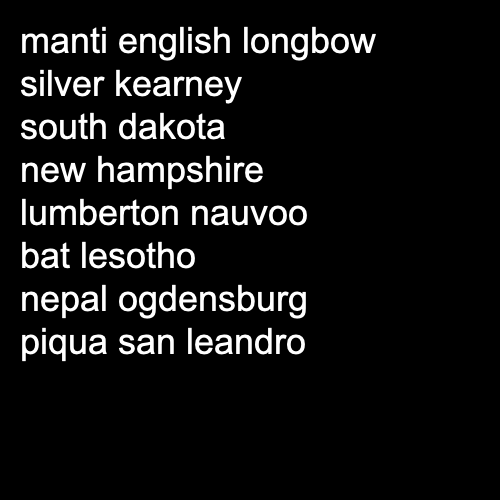 manti english longbow
silver kearney
south dakota
new hampshire
lumberton nauvoo
bat lesotho
nepal ogdensburg
piqua san leandro